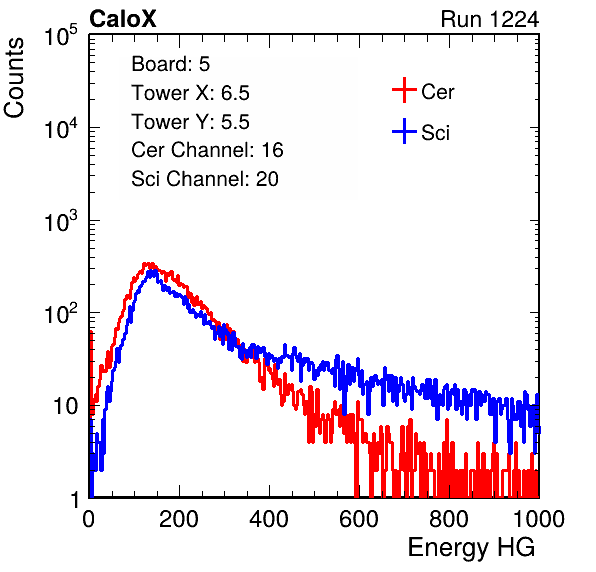 CaloX Run 1224
Counts
10^5
10^4
10^3
10^2
10
1
Board: 5
Tower X: 6.5
Tower Y: 5.5
Cer Channel: 16
Sci Channel: 20
Cer
Sci
0 200 400 600 800 1000
Energy HG